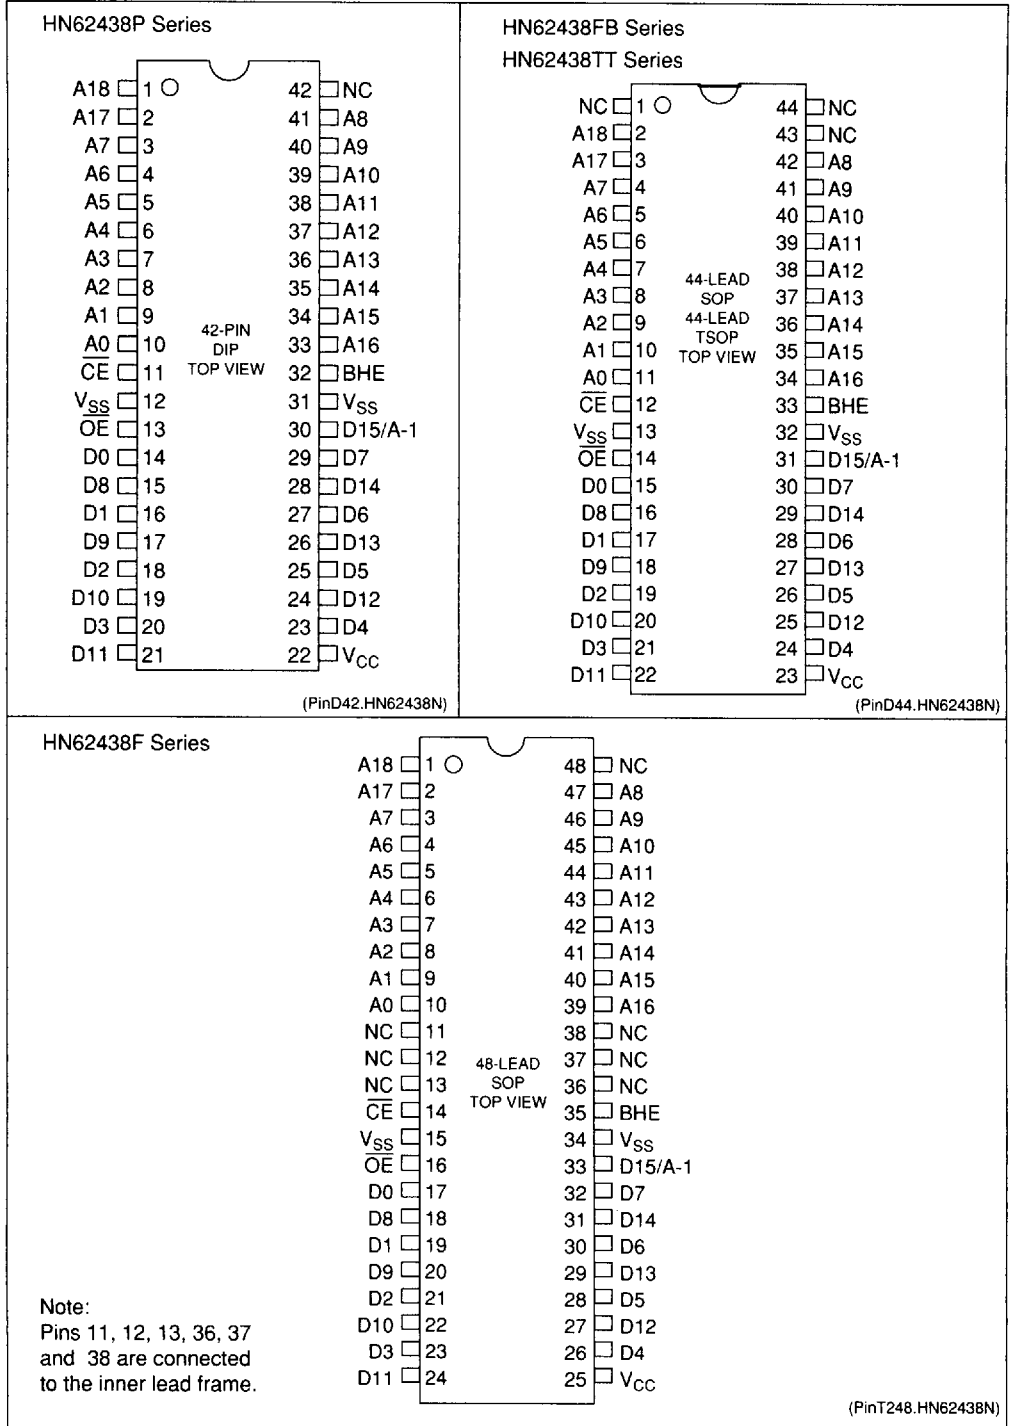 HN62438P Series
A18 1 42 NC
A17 2 41 A8
A7 3 40 A9
A6 4 39 A10
A5 5 38 A11
A4 6 37 A12
A3 7 36 A13
A2 8 35 A14
A1 9 34 A15
A0 10 33 A16
CE 11 32 BHE
VSS 12 31 VSS
OE 13 30 D15/A-1
D0 14 29 D7
D8 15 28 D14
D1 16 27 D6
D9 17 26 D13
D2 18 25 D5
D10 19 24 D12
D3 20 23 D4
D11 21 22 VCC
42-PIN
DIP
TOP VIEW
(PinD42.HN62438N)
HN62438FB Series
HN62438TT Series
NC 1 44 NC
A18 2 43 NC
A17 3 42 A8
A7 4 41 A9
A6 5 40 A10
A5 6 39 A11
A4 7 38 A12
A3 8 37 A13
A2 9 36 A14
A1 10 35 A15
A0 11 34 A16
CE 12 33 BHE
VSS 13 32 VSS
OE 14 31 D15/A-1
D0 15 30 D7
D8 16 29 D14
D1 17 28 D6
D9 18 27 D13
D2 19 26 D5
D10 20 25 D12
D3 21 24 D4
D11 22 23 VCC
44-LEAD
SOP
44-LEAD
TSOP
TOP VIEW
(PinD44.HN62438N)
HN62438F Series
A18 1 48 NC
A17 2 47 A8
A7 3 46 A9
A6 4 45 A10
A5 5 44 A11
A4 6 43 A12
A3 7 42 A13
A2 8 41 A14
A1 9 40 A15
A0 10 39 A16
NC 11 38 NC
NC 12 37 NC
NC 13 36 NC
CE 14 35 BHE
VSS 15 34 VSS
OE 16 33 D15/A-1
D0 17 32 D7
D8 18 31 D14
D1 19 30 D6
D9 20 29 D13
D2 21 28 D5
D10 22 27 D12
D3 23 26 D4
D11 24 25 VCC
48-LEAD
SOP
TOP VIEW
Note:
Pins 11, 12, 13, 36, 37
and 38 are connected
to the inner lead frame.
(PinT248.HN62438N)